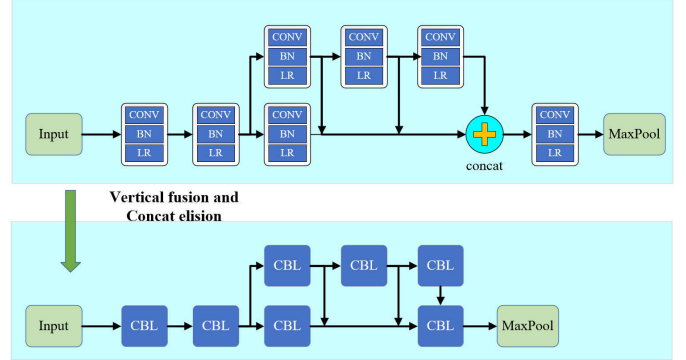 CONV
BN
LR
CONV
BN
LR
CONV
BN
LR
Input
CONV
BN
LR
CONV
BN
LR
CONV
BN
LR
concat
CONV
BN
LR
MaxPool
Vertical fusion and
Concat elision
CBL
CBL
CBL
Input
CBL
CBL
CBL
CBL
MaxPool